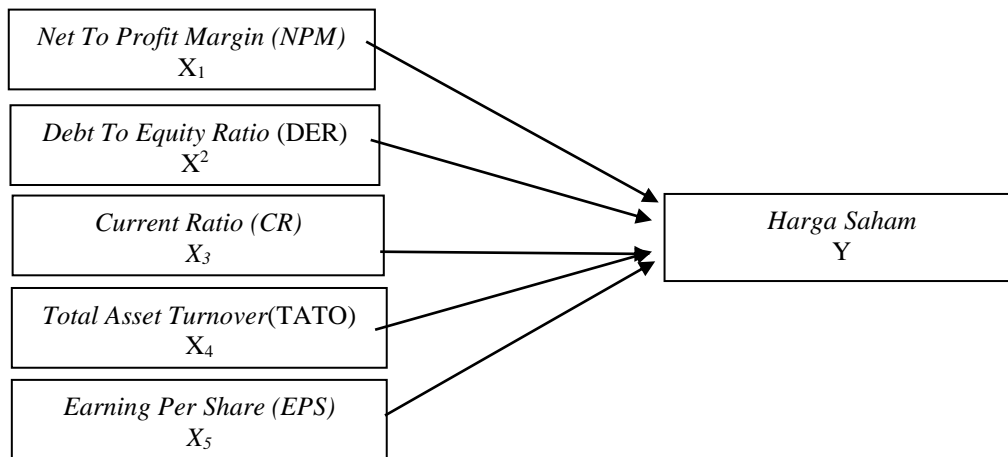 Net To Profit Margin (NPM)
X₁
Debt To Equity Ratio (DER)
X²
Current Ratio (CR)
X₃
Total Asset Turnover(TATO)
X₄
Earning Per Share (EPS)
X₅
Harga Saham
Y